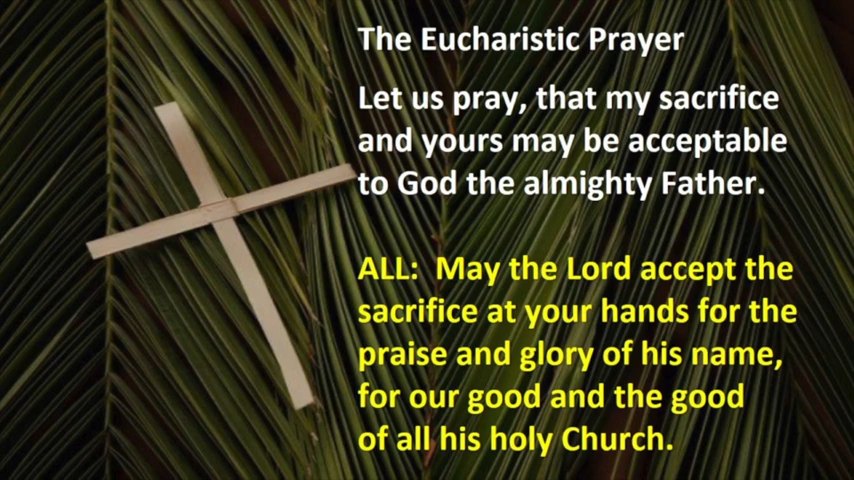 The Eucharistic Prayer
Let us pray, that my sacrifice
and yours may be acceptable
to God the almighty Father.
ALL: May the Lord accept the
sacrifice at your hands for the
praise and glory of his name,
for our good and the good
of all his holy Church.